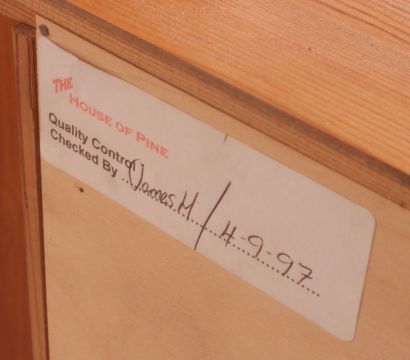 THE
HOUSE OF PINE
Quality Control
Checked By ..James.M./.4-9-97